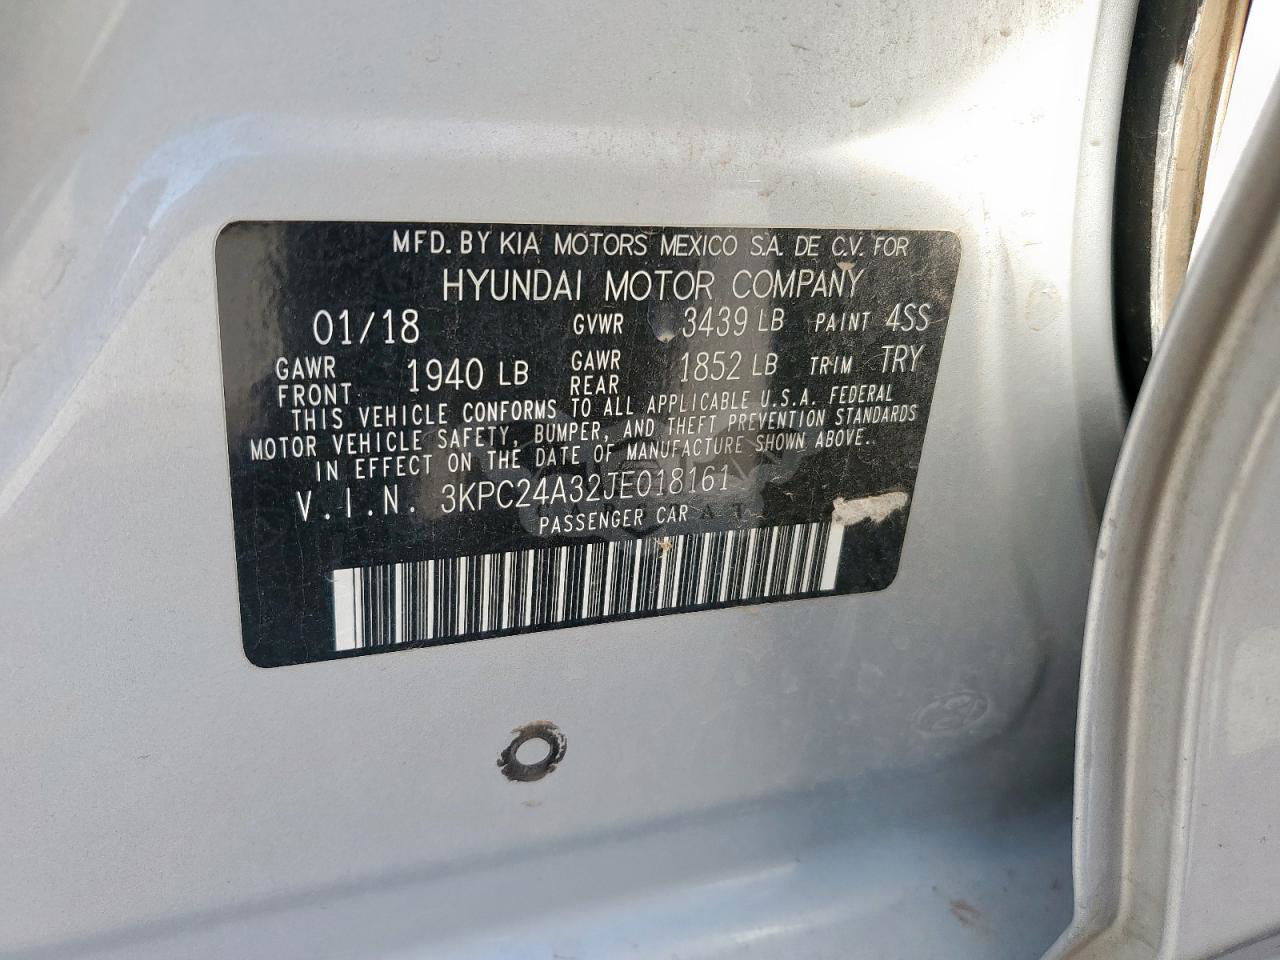 MFD. BY KIA MOTORS MEXICO S.A. DE C.V. FOR
HYUNDAI MOTOR COMPANY
01/18 GVWR 3439 LB PAINT 4SS
GAWR FRONT 1940 LB GAWR REAR 1852 LB TRIM TRY
THIS VEHICLE CONFORMS TO ALL APPLICABLE U.S.A. FEDERAL
MOTOR VEHICLE SAFETY, BUMPER, AND THEFT PREVENTION STANDARDS
IN EFFECT ON THE DATE OF MANUFACTURE SHOWN ABOVE..
V.I.N. 3KPC24A32JE018161
PASSENGER CAR